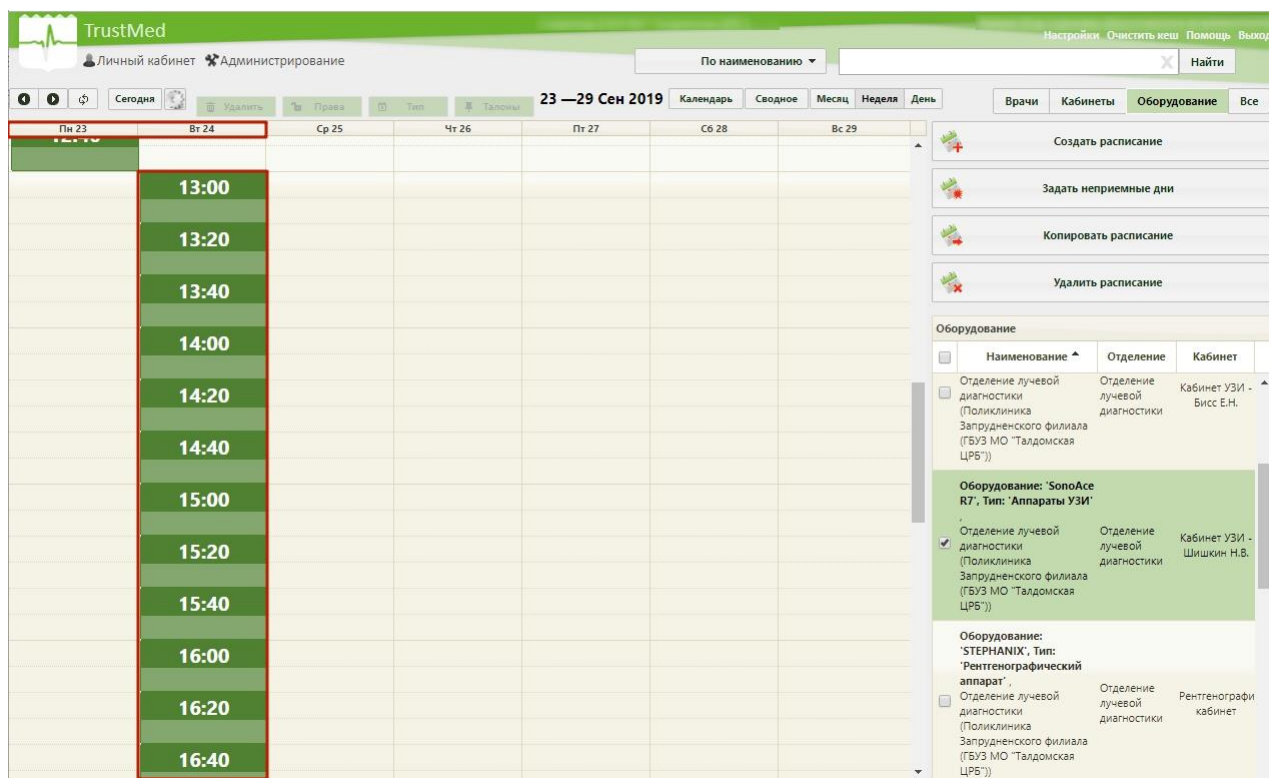 TrustMed
Настройки Очистить кеш Помощь Выход
Личный кабинет Администрирование
По наименованию
Найти
Сегодня
Удалить Права Тип Талоны
23 —29 Сен 2019
Календарь Сводное Месяц Неделя День
Врачи Кабинеты Оборудование Все
Пн 23 Вт 24 Ср 25 Чт 26 Пт 27 Сб 28 Вс 29
13:00
13:20
13:40
14:00
14:20
14:40
15:00
15:20
15:40
16:00
16:20
16:40
Создать расписание
Задать неприемные дни
Копировать расписание
Удалить расписание
Оборудование
Наименование Отделение Кабинет
Отделение лучевой
диагностики
(Поликлиника
Запрудненского филиала
(ГБУЗ МО "Талдомская
ЦРБ"))
Отделение
лучевой
диагностики
Кабинет УЗИ -
Бисс Е.Н.
Оборудование: 'SonoAce
R7', Тип: 'Аппараты УЗИ'
,
Отделение лучевой
диагностики
(Поликлиника
Запрудненского филиала
(ГБУЗ МО "Талдомская
ЦРБ"))
Отделение
лучевой
диагностики
Кабинет УЗИ -
Шишкин Н.В.
Оборудование:
'STEPHANIX', Тип:
'Рентгенографический
аппарат' ,
Отделение лучевой
диагностики
(Поликлиника
Запрудненского филиала
(ГБУЗ МО "Талдомская
ЦРБ"))
Отделение
лучевой
диагностики
Рентгенографи
кабинет